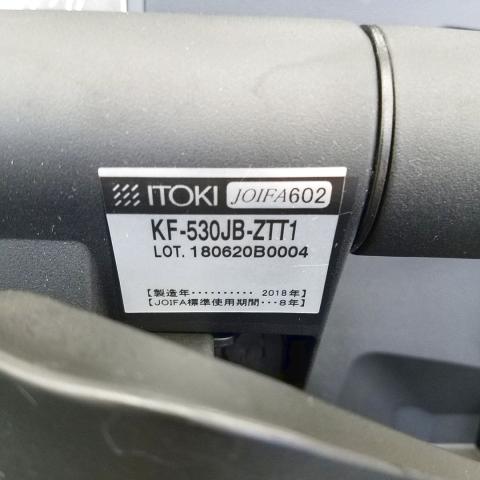 ITOKI JOIFA602
KF-530JB-ZTT1
LOT. 180620B0004
【製造年·········· 2018年】
【JOIFA標準使用期間···8年】